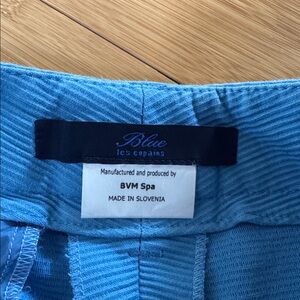 Blue
les copains
Manufactured and produced by
BVM Spa
MADE IN SLOVENIA